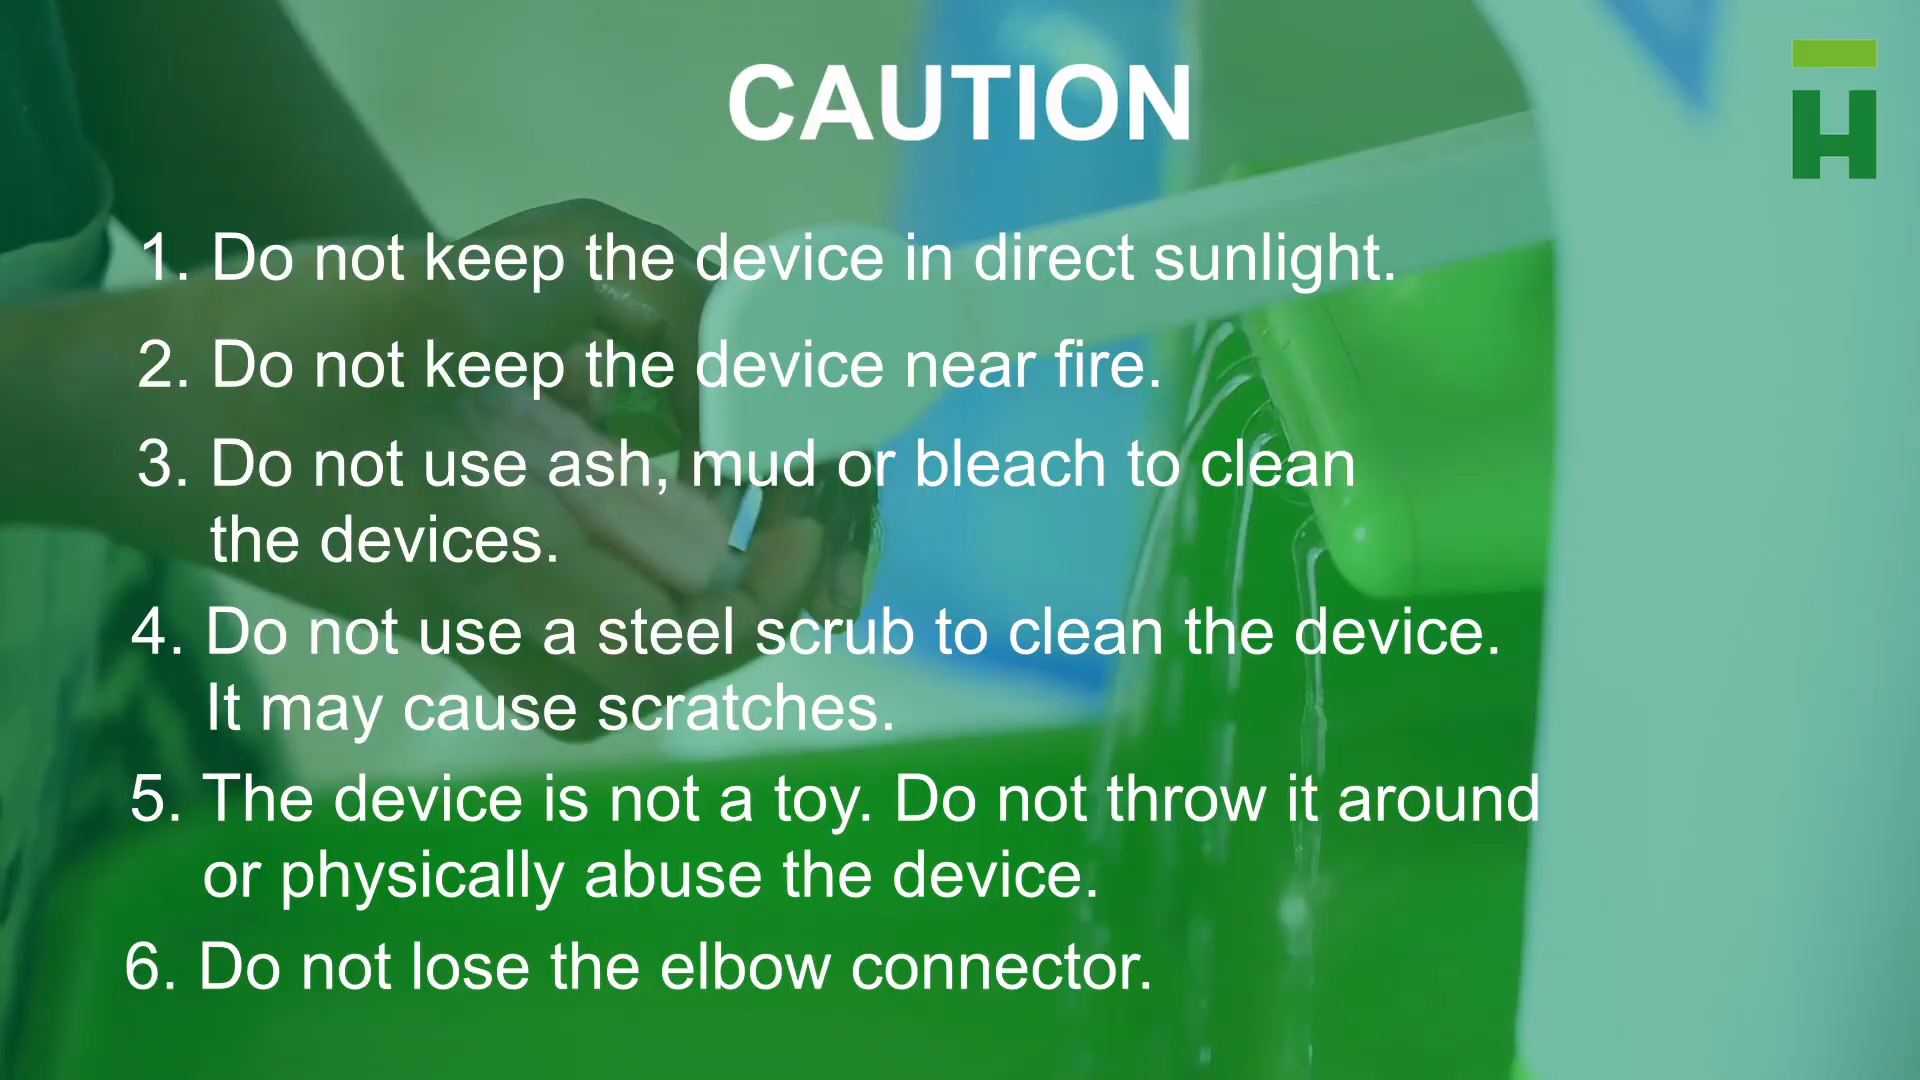 CAUTION
1. Do not keep the device in direct sunlight.
2. Do not keep the device near fire.
3. Do not use ash, mud or bleach to clean
the devices.
4. Do not use a steel scrub to clean the device.
It may cause scratches.
5. The device is not a toy. Do not throw it around
or physically abuse the device.
6. Do not lose the elbow connector.